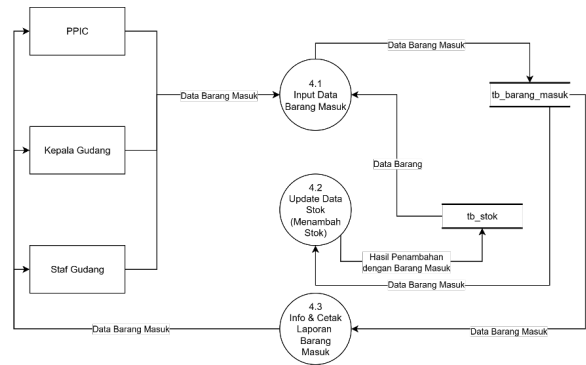 PPIC
Data Barang Masuk
4.1
Input Data
Barang Masuk
Data Barang Masuk
tb_barang_masuk
Kepala Gudang
Data Barang
4.2
Update Data
Stok
(Menambah
Stok)
tb_stok
Hasil Penambahan
dengan Barang Masuk
Data Barang Masuk
Staf Gudang
4.3
Info & Cetak
Laporan
Barang
Masuk
Data Barang Masuk
Data Barang Masuk